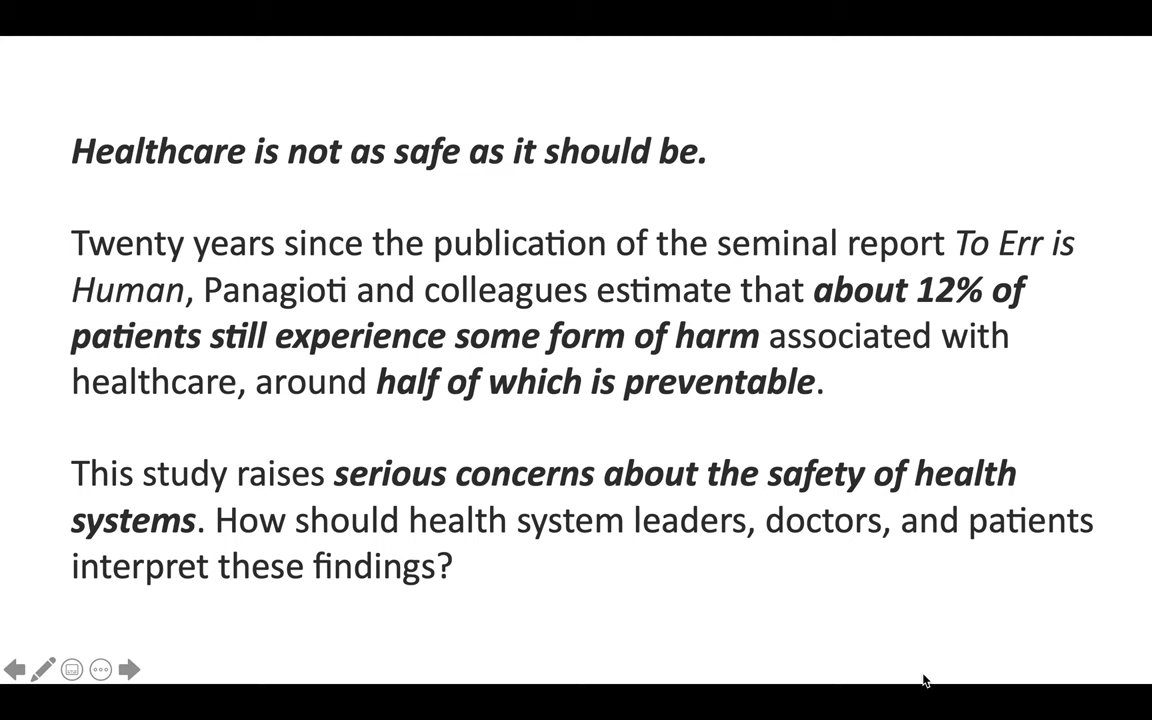 Healthcare is not as safe as it should be.
Twenty years since the publication of the seminal report To Err is
Human, Panagioti and colleagues estimate that about 12% of
patients still experience some form of harm associated with
healthcare, around half of which is preventable.
This study raises serious concerns about the safety of health
systems. How should health system leaders, doctors, and patients
interpret these findings?